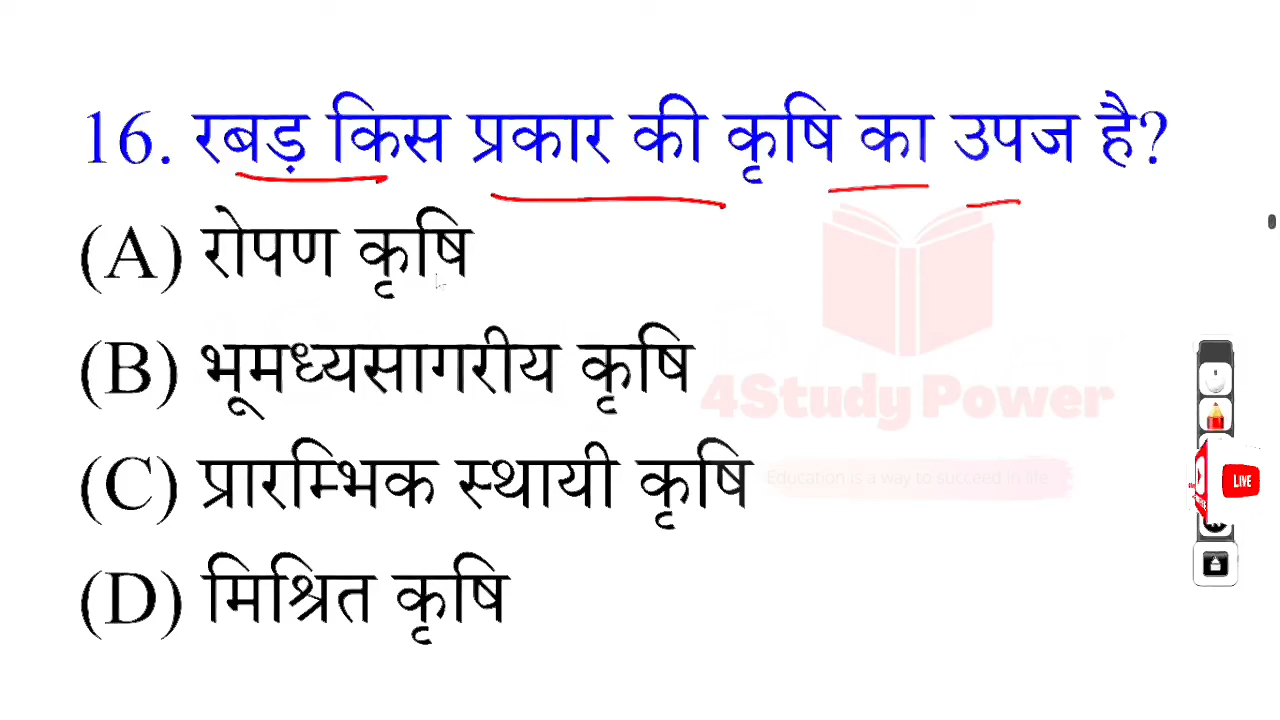 16. रबड़ किस प्रकार की कृषि का उपज है?
(A) रोपण कृषि
(B) भूमध्यसागरीय कृषि
4Study Power
(C) प्रारम्भिक स्थायी कृषि
Education is a way to succeed in life
LIVE
(D) मिश्रित कृषि